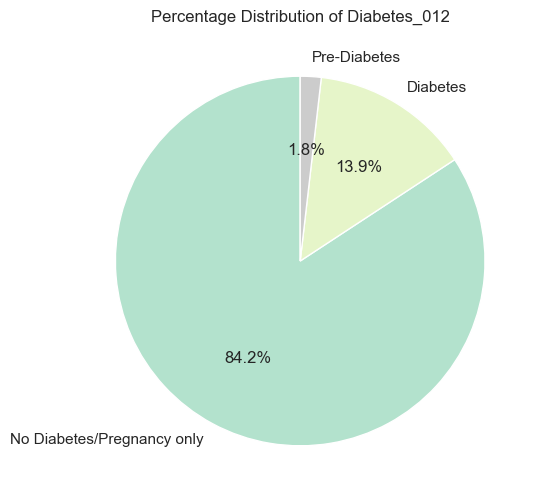 Percentage Distribution of Diabetes_012
Pre-Diabetes
Diabetes
1.8%
13.9%
84.2%
No Diabetes/Pregnancy only